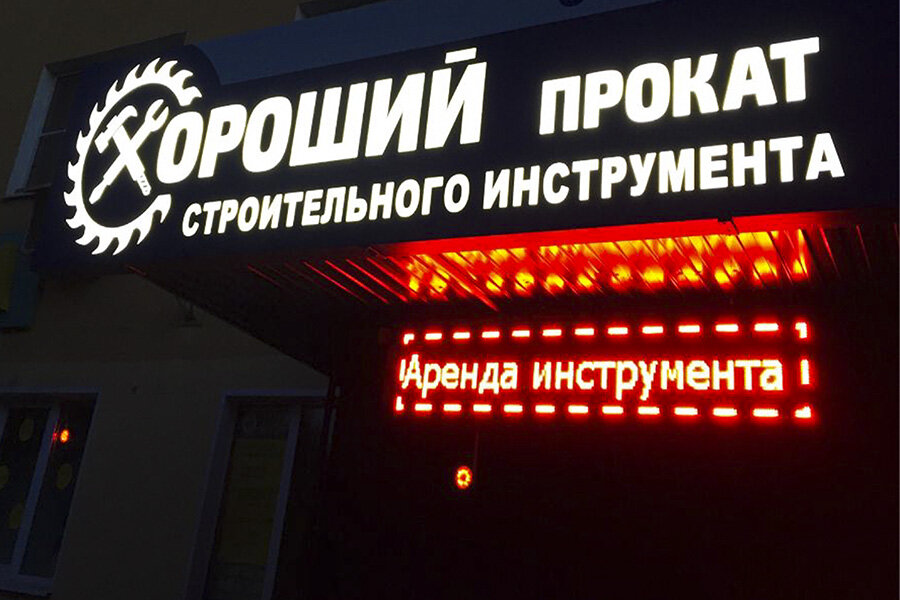 ХОРОШИЙ ПРОКАТ
СТРОИТЕЛЬНОГО ИНСТРУМЕНТА
Аренда инструмента